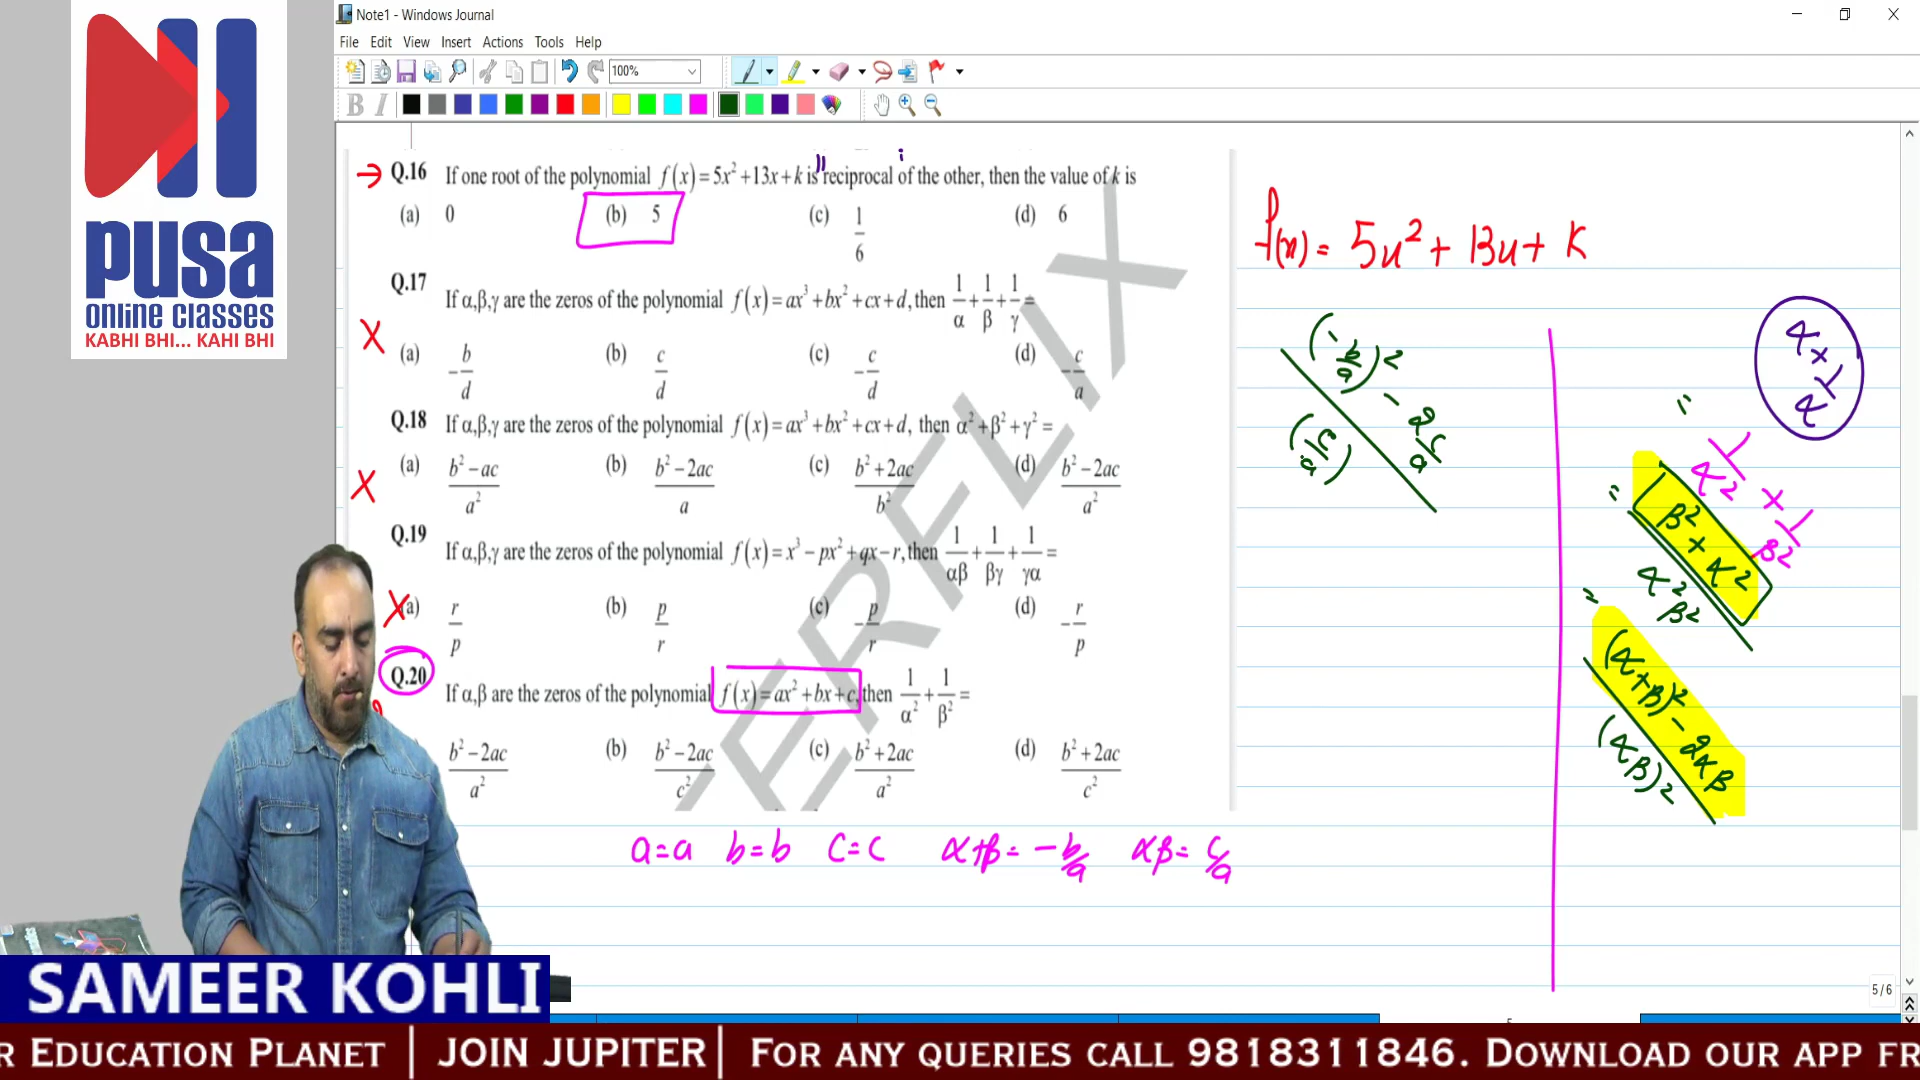 Note1 - Windows Journal
File Edit View Insert Actions Tools Help
100%
B I
pusa
online classes
KABHI BHI... KAHI BHI
→ Q.16 If one root of the polynomial f(x) = 5x² + 13x + k is reciprocal of the other, then the value of k is
(a) 0 (b) 5 (c) 1/6 (d) 6
Q.17 If α,β,γ are the zeros of the polynomial f(x) = ax³ + bx² + cx + d, then 1/α + 1/β + 1/γ =
X (a) -b/d (b) c/d (c) -c/d (d) -c/a
Q.18 If α,β,γ are the zeros of the polynomial f(x) = ax³ + bx² + cx + d, then α² + β² + γ² =
X (a) b² - ac / a² (b) b² - 2ac / a (c) b² + 2ac / b² (d) b² - 2ac / a²
Q.19 If α,β,γ are the zeros of the polynomial f(x) = x³ - px² + qx - r, then 1/αβ + 1/βγ + 1/γα =
X a) r/p (b) p/r (c) -p/r (d) -r/p
Q.20 If α,β are the zeros of the polynomial f(x) = ax² + bx + c, then 1/α² + 1/β² =
b² - 2ac / a² (b) b² - 2ac / c² (c) b² + 2ac / a² (d) b² + 2ac / c²
a = a b = b c = c α+β = -b/a αβ = c/a
ERFLIX
f(x) = 5x² + 13x + K
(-b/a)² - 2c/a
(c/a)
α × 1/α
=
1/α² + 1/β²
= β² + α² / α²β²
= (α+β)² - 2αβ / (αβ)²
5 / 6
SAMEER KOHLI
R EDUCATION PLANET | JOIN JUPITER | FOR ANY QUERIES CALL 9818311846. DOWNLOAD OUR APP FR